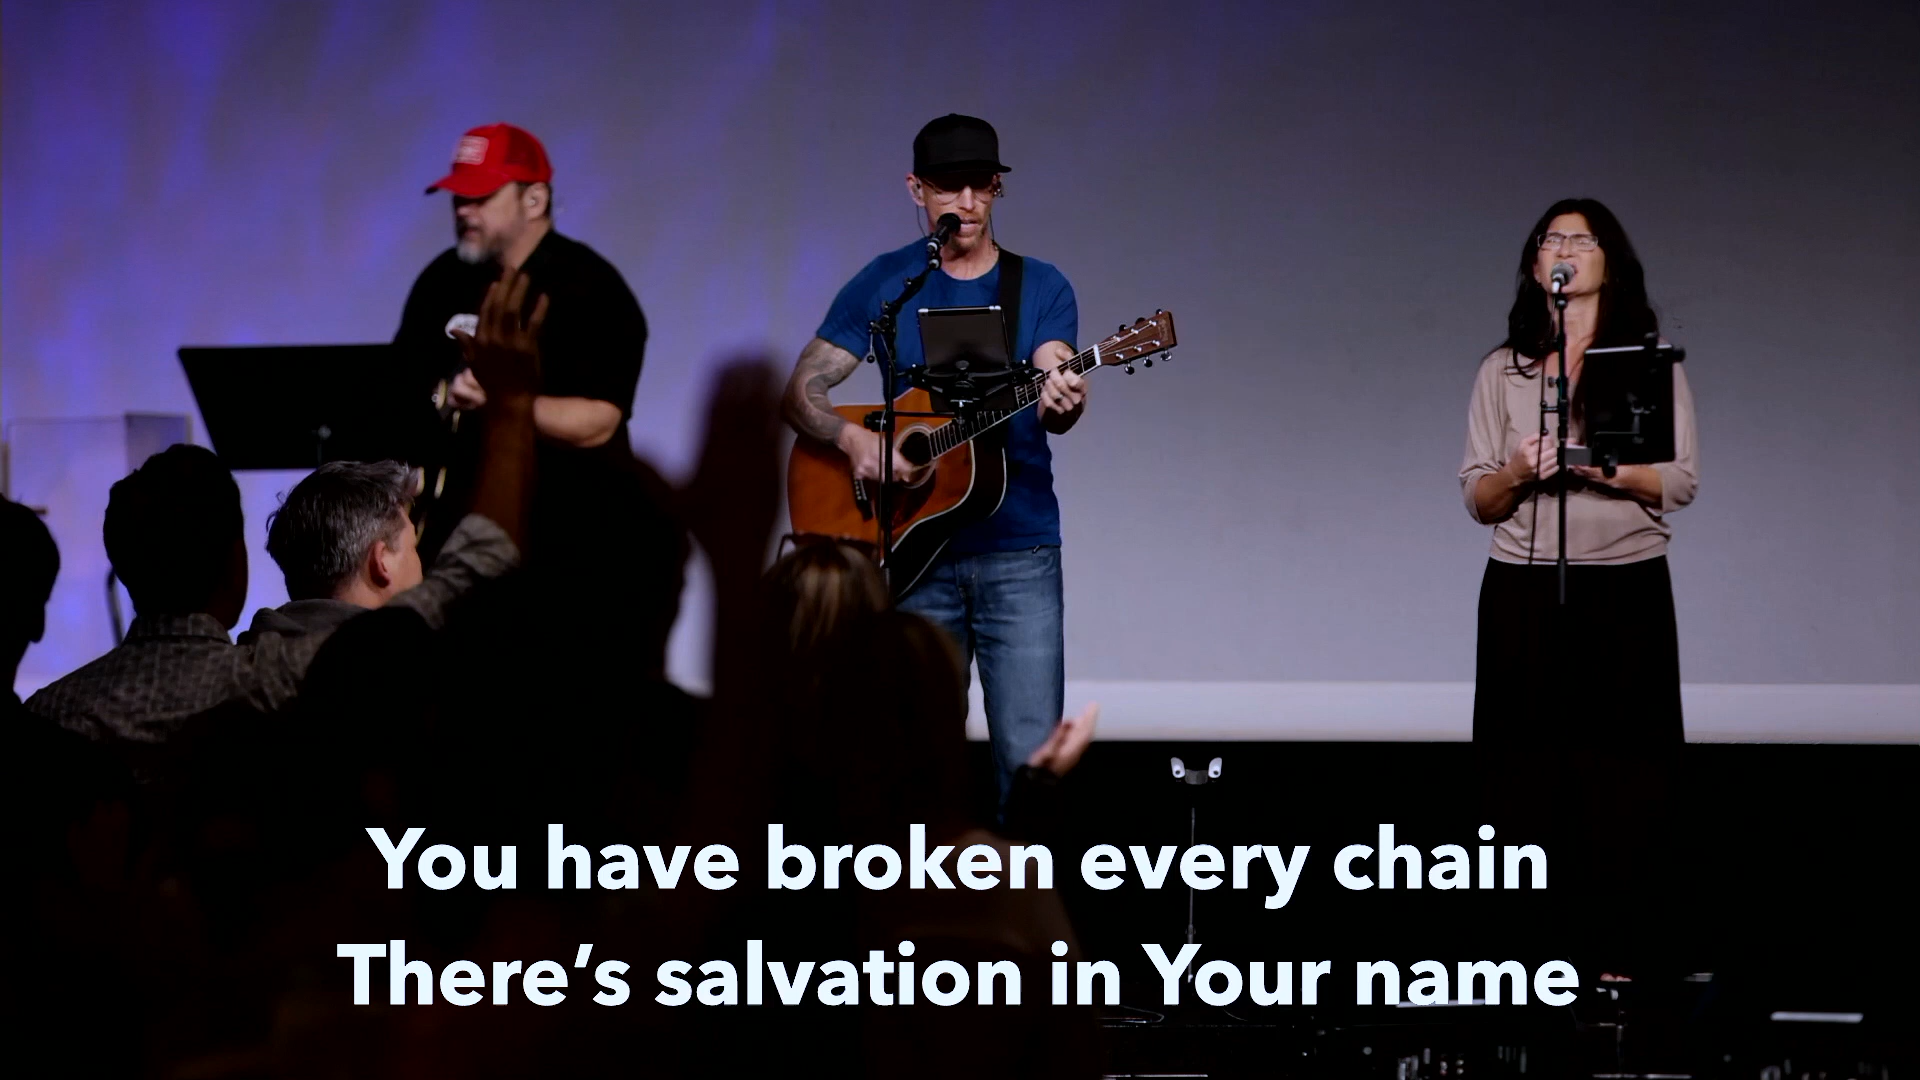 You have broken every chain
There’s salvation in Your name